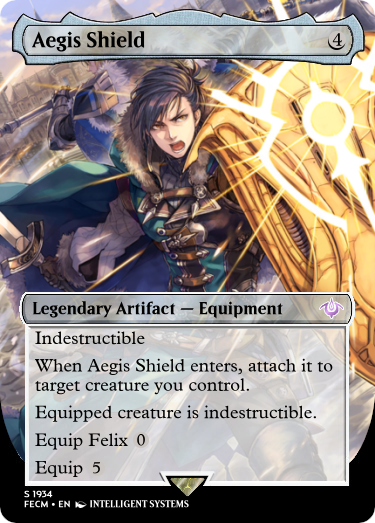 Aegis Shield 4
Legendary Artifact — Equipment
Indestructible
When Aegis Shield enters, attach it to
target creature you control.
Equipped creature is indestructible.
Equip Felix 0
Equip 5
S 1934
FECM • EN INTELLIGENT SYSTEMS